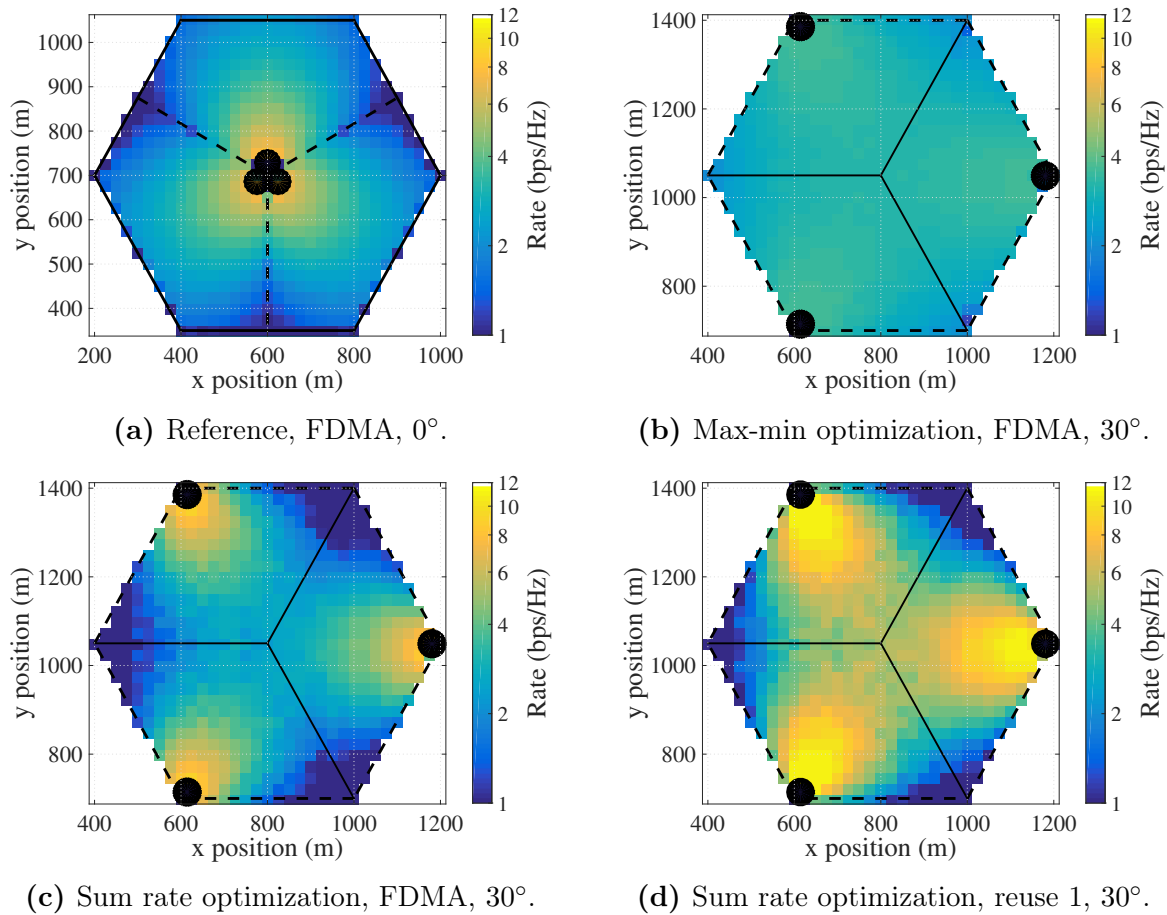 1000
900
800
700
600
500
400
200 400 600 800 1000
x position (m)
y position (m)
12
10
8
6
4
2
1
Rate (bps/Hz)
(a) Reference, FDMA, 0°.
1400
1200
1000
800
400 600 800 1000 1200
x position (m)
y position (m)
12
10
8
6
4
2
1
Rate (bps/Hz)
(b) Max-min optimization, FDMA, 30°.
1400
1200
1000
800
400 600 800 1000 1200
x position (m)
y position (m)
12
10
8
6
4
2
1
Rate (bps/Hz)
(c) Sum rate optimization, FDMA, 30°.
1400
1200
1000
800
400 600 800 1000 1200
x position (m)
y position (m)
12
10
8
6
4
2
1
Rate (bps/Hz)
(d) Sum rate optimization, reuse 1, 30°.